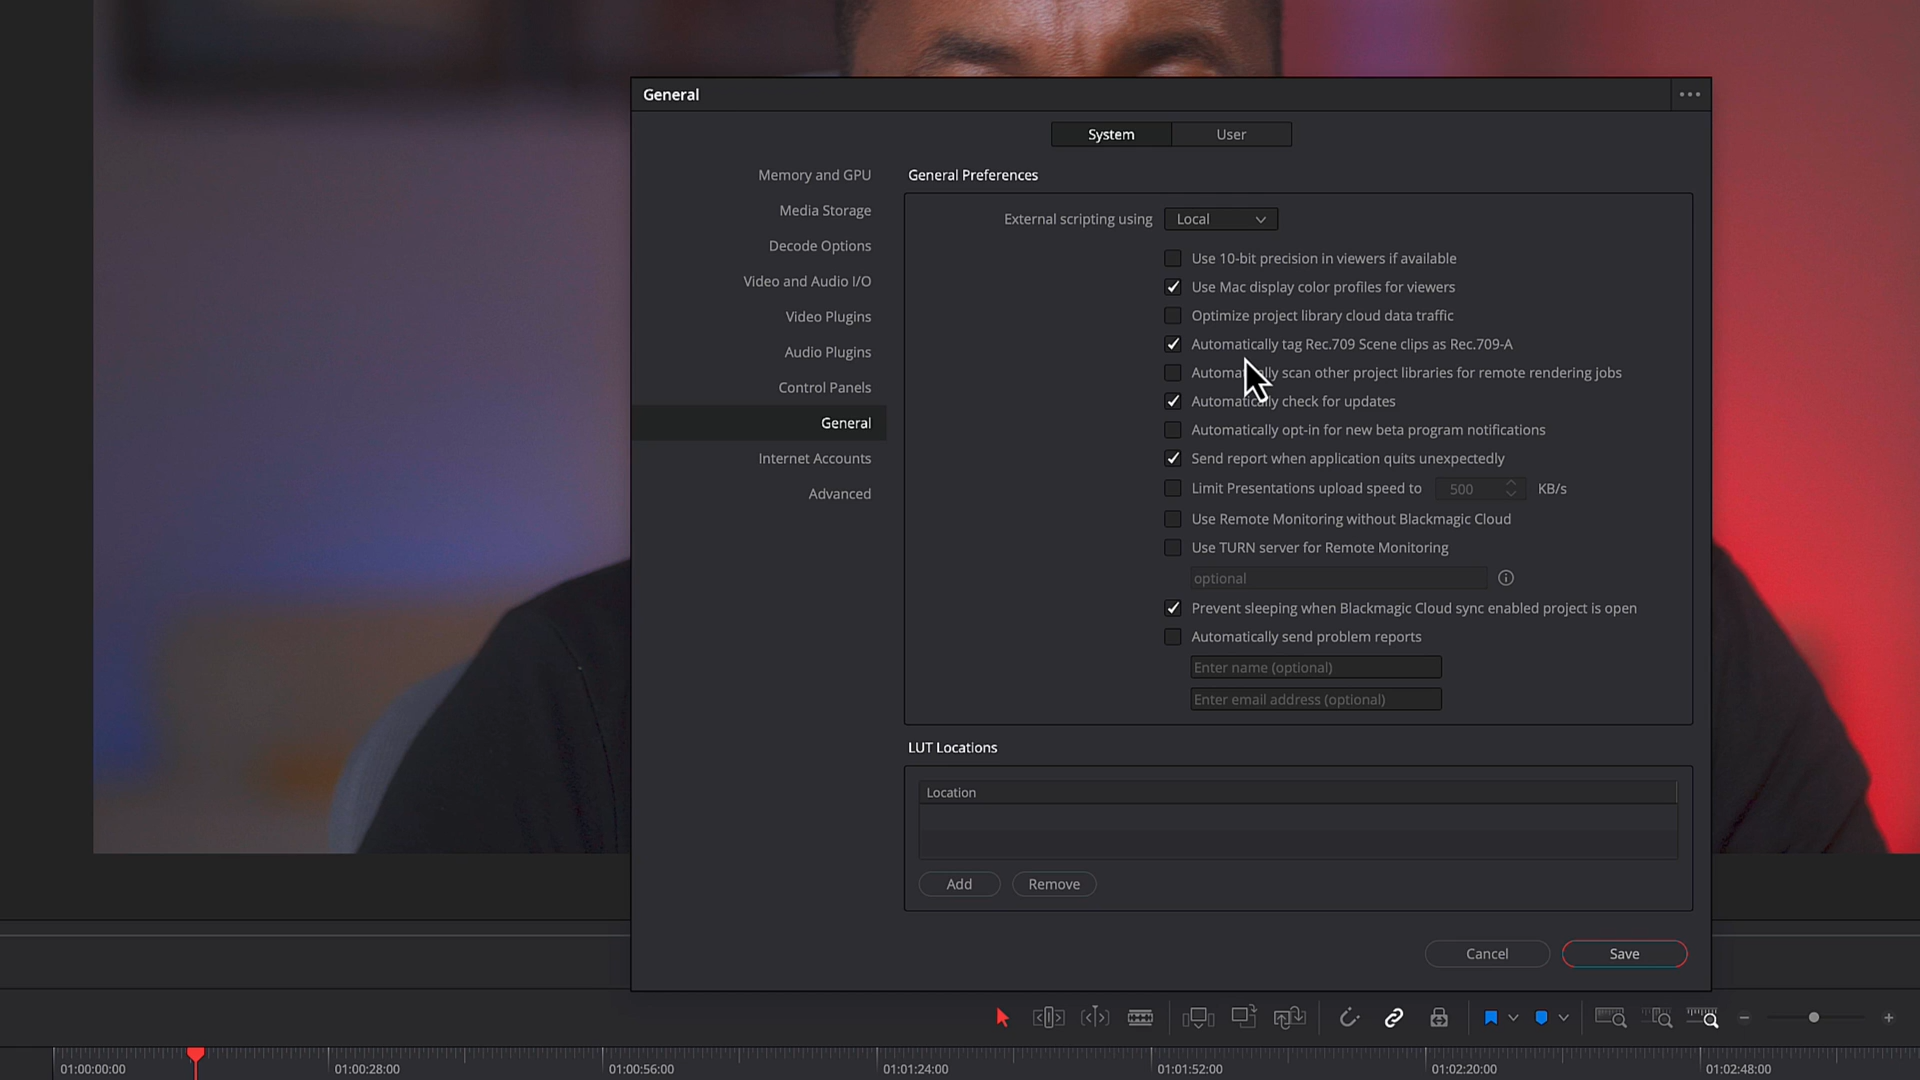 General
System
User
Memory and GPU
Media Storage
Decode Options
Video and Audio I/O
Video Plugins
Audio Plugins
Control Panels
General
Internet Accounts
Advanced
General Preferences
External scripting using Local
Use 10-bit precision in viewers if available
Use Mac display color profiles for viewers
Optimize project library cloud data traffic
Automatically tag Rec.709 Scene clips as Rec.709-A
Automatically scan other project libraries for remote rendering jobs
Automatically check for updates
Automatically opt-in for new beta program notifications
Send report when application quits unexpectedly
Limit Presentations upload speed to 500 KB/s
Use Remote Monitoring without Blackmagic Cloud
Use TURN server for Remote Monitoring
optional
Prevent sleeping when Blackmagic Cloud sync enabled project is open
Automatically send problem reports
Enter name (optional)
Enter email address (optional)
LUT Locations
Location
Add
Remove
Cancel
Save
01:00:00:00
01:00:28:00
01:00:56:00
01:01:24:00
01:01:52:00
01:02:20:00
01:02:48:00